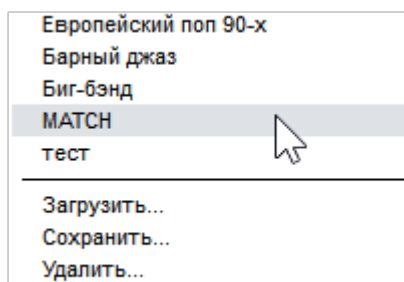 Европейский поп 90-х
Барный джаз
Биг-бэнд
MATCH
тест
Загрузить...
Сохранить...
Удалить...